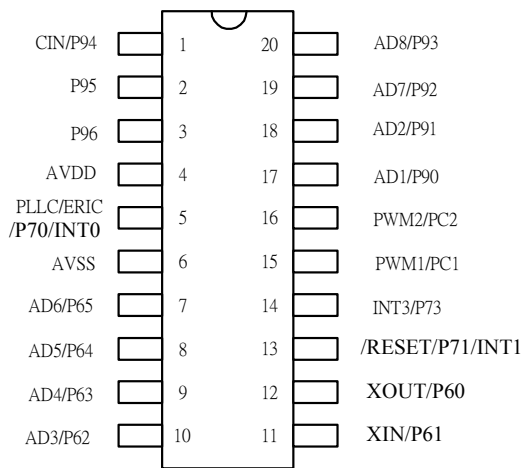 CIN/P94 1 20 AD8/P93
P95 2 19 AD7/P92
P96 3 18 AD2/P91
AVDD 4 17 AD1/P90
PLLC/ERIC
/P70/INT0 5 16 PWM2/PC2
AVSS 6 15 PWM1/PC1
AD6/P65 7 14 INT3/P73
AD5/P64 8 13 /RESET/P71/INT1
AD4/P63 9 12 XOUT/P60
AD3/P62 10 11 XIN/P61